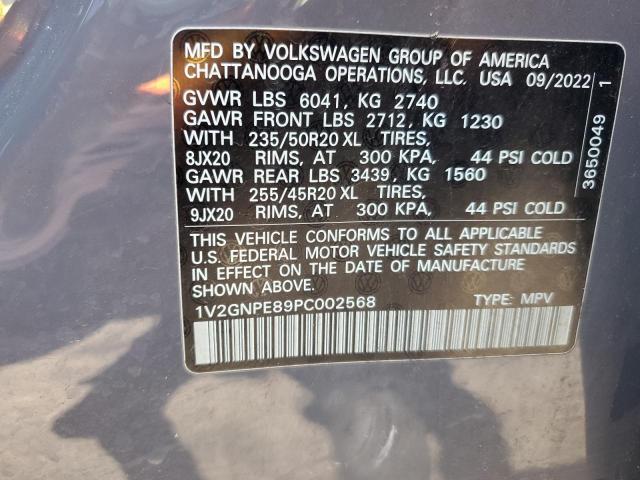 MFD BY VOLKSWAGEN GROUP OF AMERICA
CHATTANOOGA OPERATIONS, LLC. USA 09/2022
GVWR LBS 6041, KG 2740
GAWR FRONT LBS 2712, KG 1230
WITH 235/50R20 XL TIRES,
8JX20 RIMS, AT 300 KPA, 44 PSI COLD
GAWR REAR LBS 3439, KG 1560
WITH 255/45R20 XL TIRES,
9JX20 RIMS, AT 300 KPA, 44 PSI COLD
THIS VEHICLE CONFORMS TO ALL APPLICABLE
U.S. FEDERAL MOTOR VEHICLE SAFETY STANDARDS
IN EFFECT ON THE DATE OF MANUFACTURE
SHOWN ABOVE.
1V2GNPE89PC002568 TYPE: MPV
3650049 1